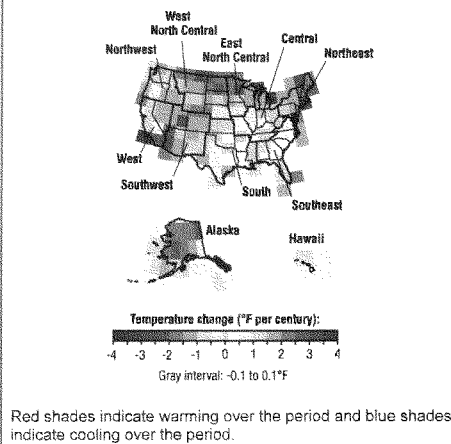 West
North Central
Northwest
East
North Central
Central
Northeast
West
Southwest
South
Southeast
Alaska
Hawaii
Temperature change (°F per century):
-4 -3 -2 -1 0 1 2 3 4
Gray interval: -0.1 to 0.1°F
Red shades indicate warming over the period and blue shades
indicate cooling over the period.